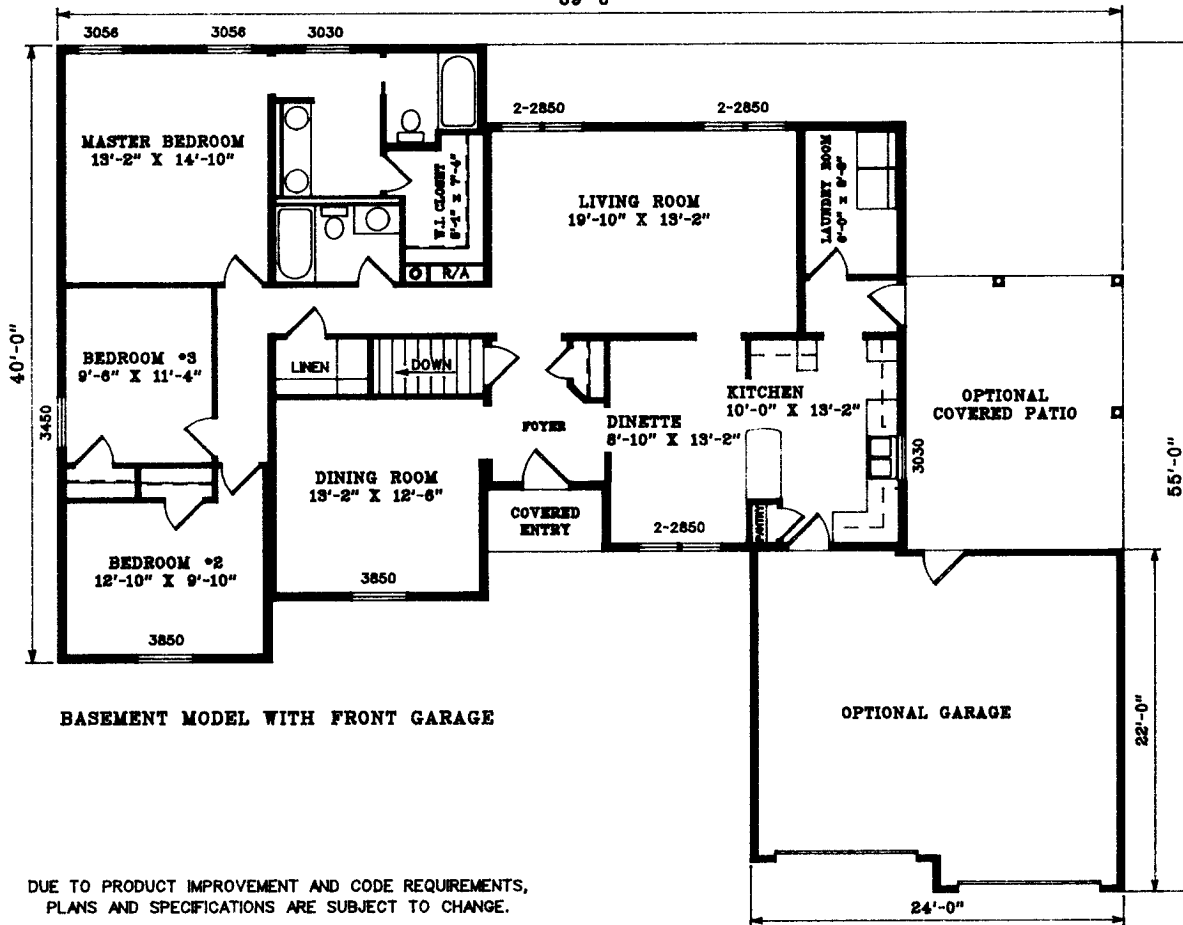 3056
3056
3030
MASTER BEDROOM
13'-2" X 14'-10"
2-2850
2-2850
W.I. CLOSET
LIVING ROOM
19'-10" X 13'-2"
LAUNDRY ROOM
R/A
40'-0"
BEDROOM #3
9'-6" X 11'-4"
3450
LINEN
DOWN
FOYER
DINETTE
8'-10" X 13'-2"
KITCHEN
10'-0" X 13'-2"
3030
OPTIONAL
COVERED PATIO
55'-0"
DINING ROOM
13'-2" X 12'-6"
COVERED
ENTRY
2-2850
PANTRY
BEDROOM #2
12'-10" X 9'-10"
3850
3850
BASEMENT MODEL WITH FRONT GARAGE
OPTIONAL GARAGE
22'-0"
24'-0"
DUE TO PRODUCT IMPROVEMENT AND CODE REQUIREMENTS,
PLANS AND SPECIFICATIONS ARE SUBJECT TO CHANGE.